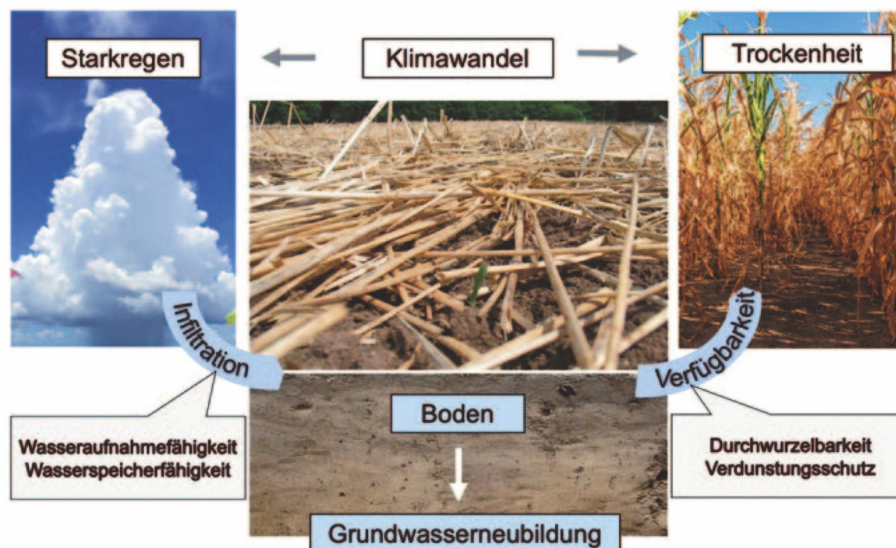 Starkregen
Klimawandel
Trockenheit
Infiltration
Verfügbarkeit
Wasseraufnahmefähigkeit
Wasserspeicherfähigkeit
Boden
Durchwurzelbarkeit
Verdunstungsschutz
Grundwasserneubildung